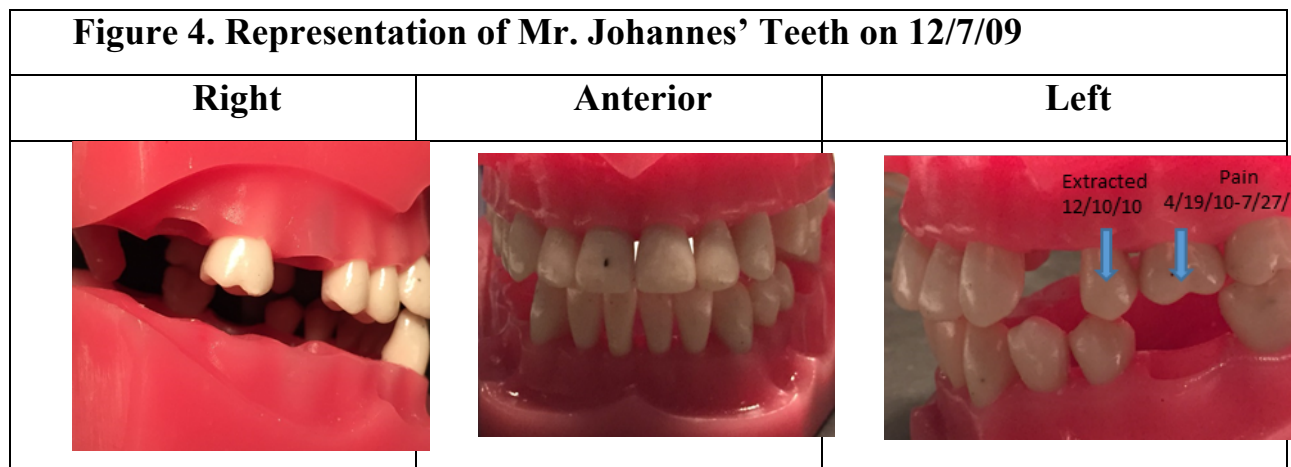 Figure 4. Representation of Mr. Johannes’ Teeth on 12/7/09
Right
Anterior
Left
Extracted
12/10/10
Pain
4/19/10-7/27/